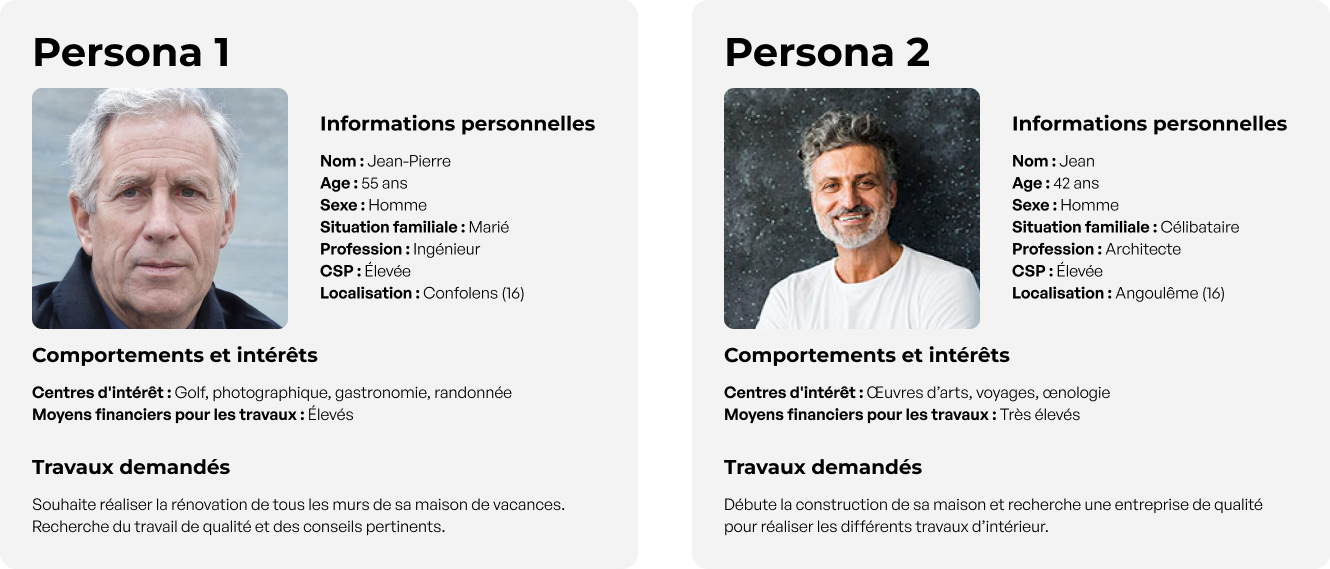 Persona 1
Informations personnelles
Nom : Jean-Pierre
Age : 55 ans
Sexe : Homme
Situation familiale : Marié
Profession : Ingénieur
CSP : Élevée
Localisation : Confolens (16)
Comportements et intérêts
Centres d'intérêt : Golf, photographique, gastronomie, randonnée
Moyens financiers pour les travaux : Élevés
Travaux demandés
Souhaite réaliser la rénovation de tous les murs de sa maison de vacances.
Recherche du travail de qualité et des conseils pertinents.
Persona 2
Informations personnelles
Nom : Jean
Age : 42 ans
Sexe : Homme
Situation familiale : Célibataire
Profession : Architecte
CSP : Élevée
Localisation : Angoulême (16)
Comportements et intérêts
Centres d'intérêt : Œuvres d’arts, voyages, œnologie
Moyens financiers pour les travaux : Très élevés
Travaux demandés
Débute la construction de sa maison et recherche une entreprise de qualité
pour réaliser les différents travaux d’intérieur.